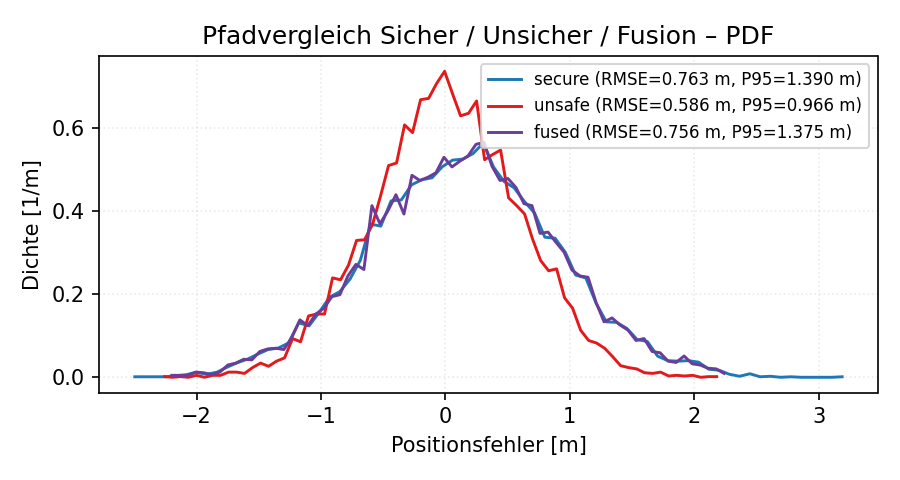 Pfadvergleich Sicher / Unsicher / Fusion – PDF
secure (RMSE=0.763 m, P95=1.390 m)
unsafe (RMSE=0.586 m, P95=0.966 m)
fused (RMSE=0.756 m, P95=1.375 m)
Dichte [1/m]
0.6
0.4
0.2
0.0
−2 −1 0 1 2 3
Positionsfehler [m]